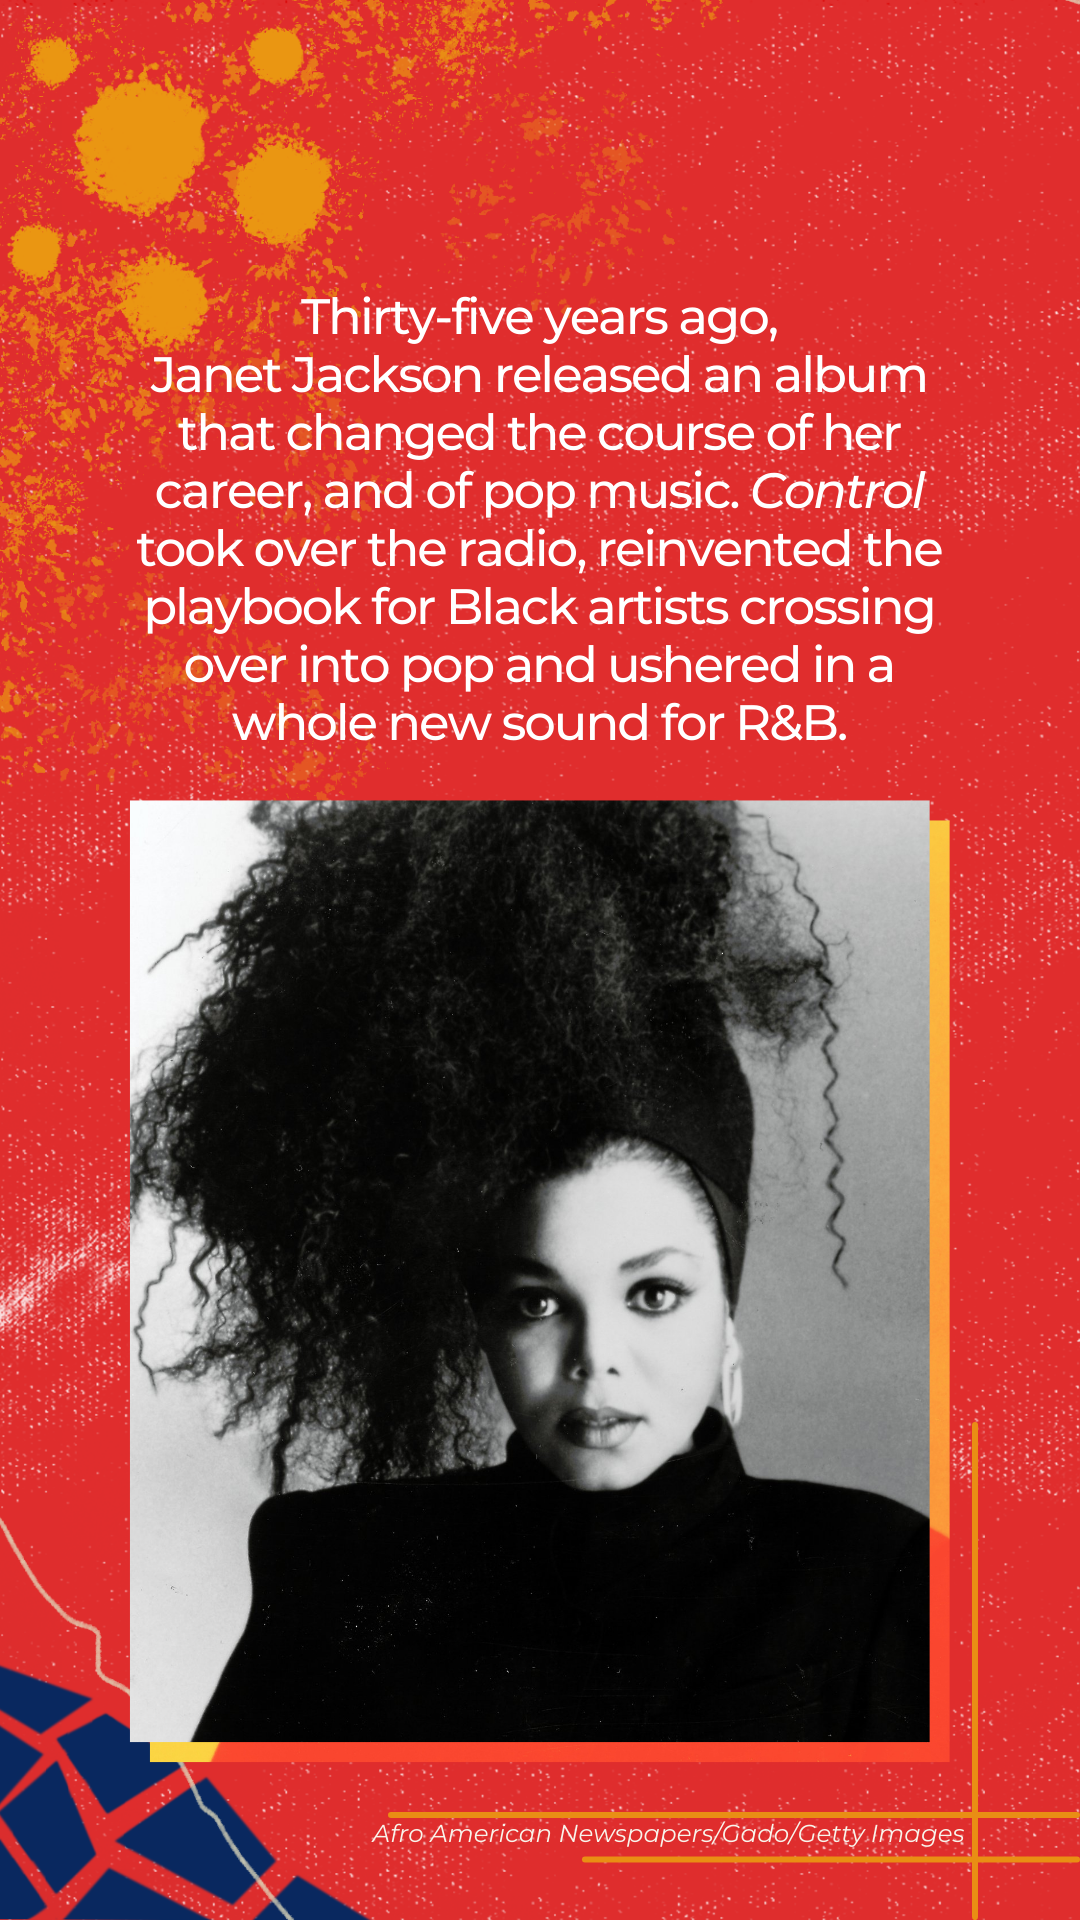 Thirty-five years ago,
Janet Jackson released an album
that changed the course of her
career, and of pop music. Control
took over the radio, reinvented the
playbook for Black artists crossing
over into pop and ushered in a
whole new sound for R&B.
Afro American Newspapers/Gado/Getty Images